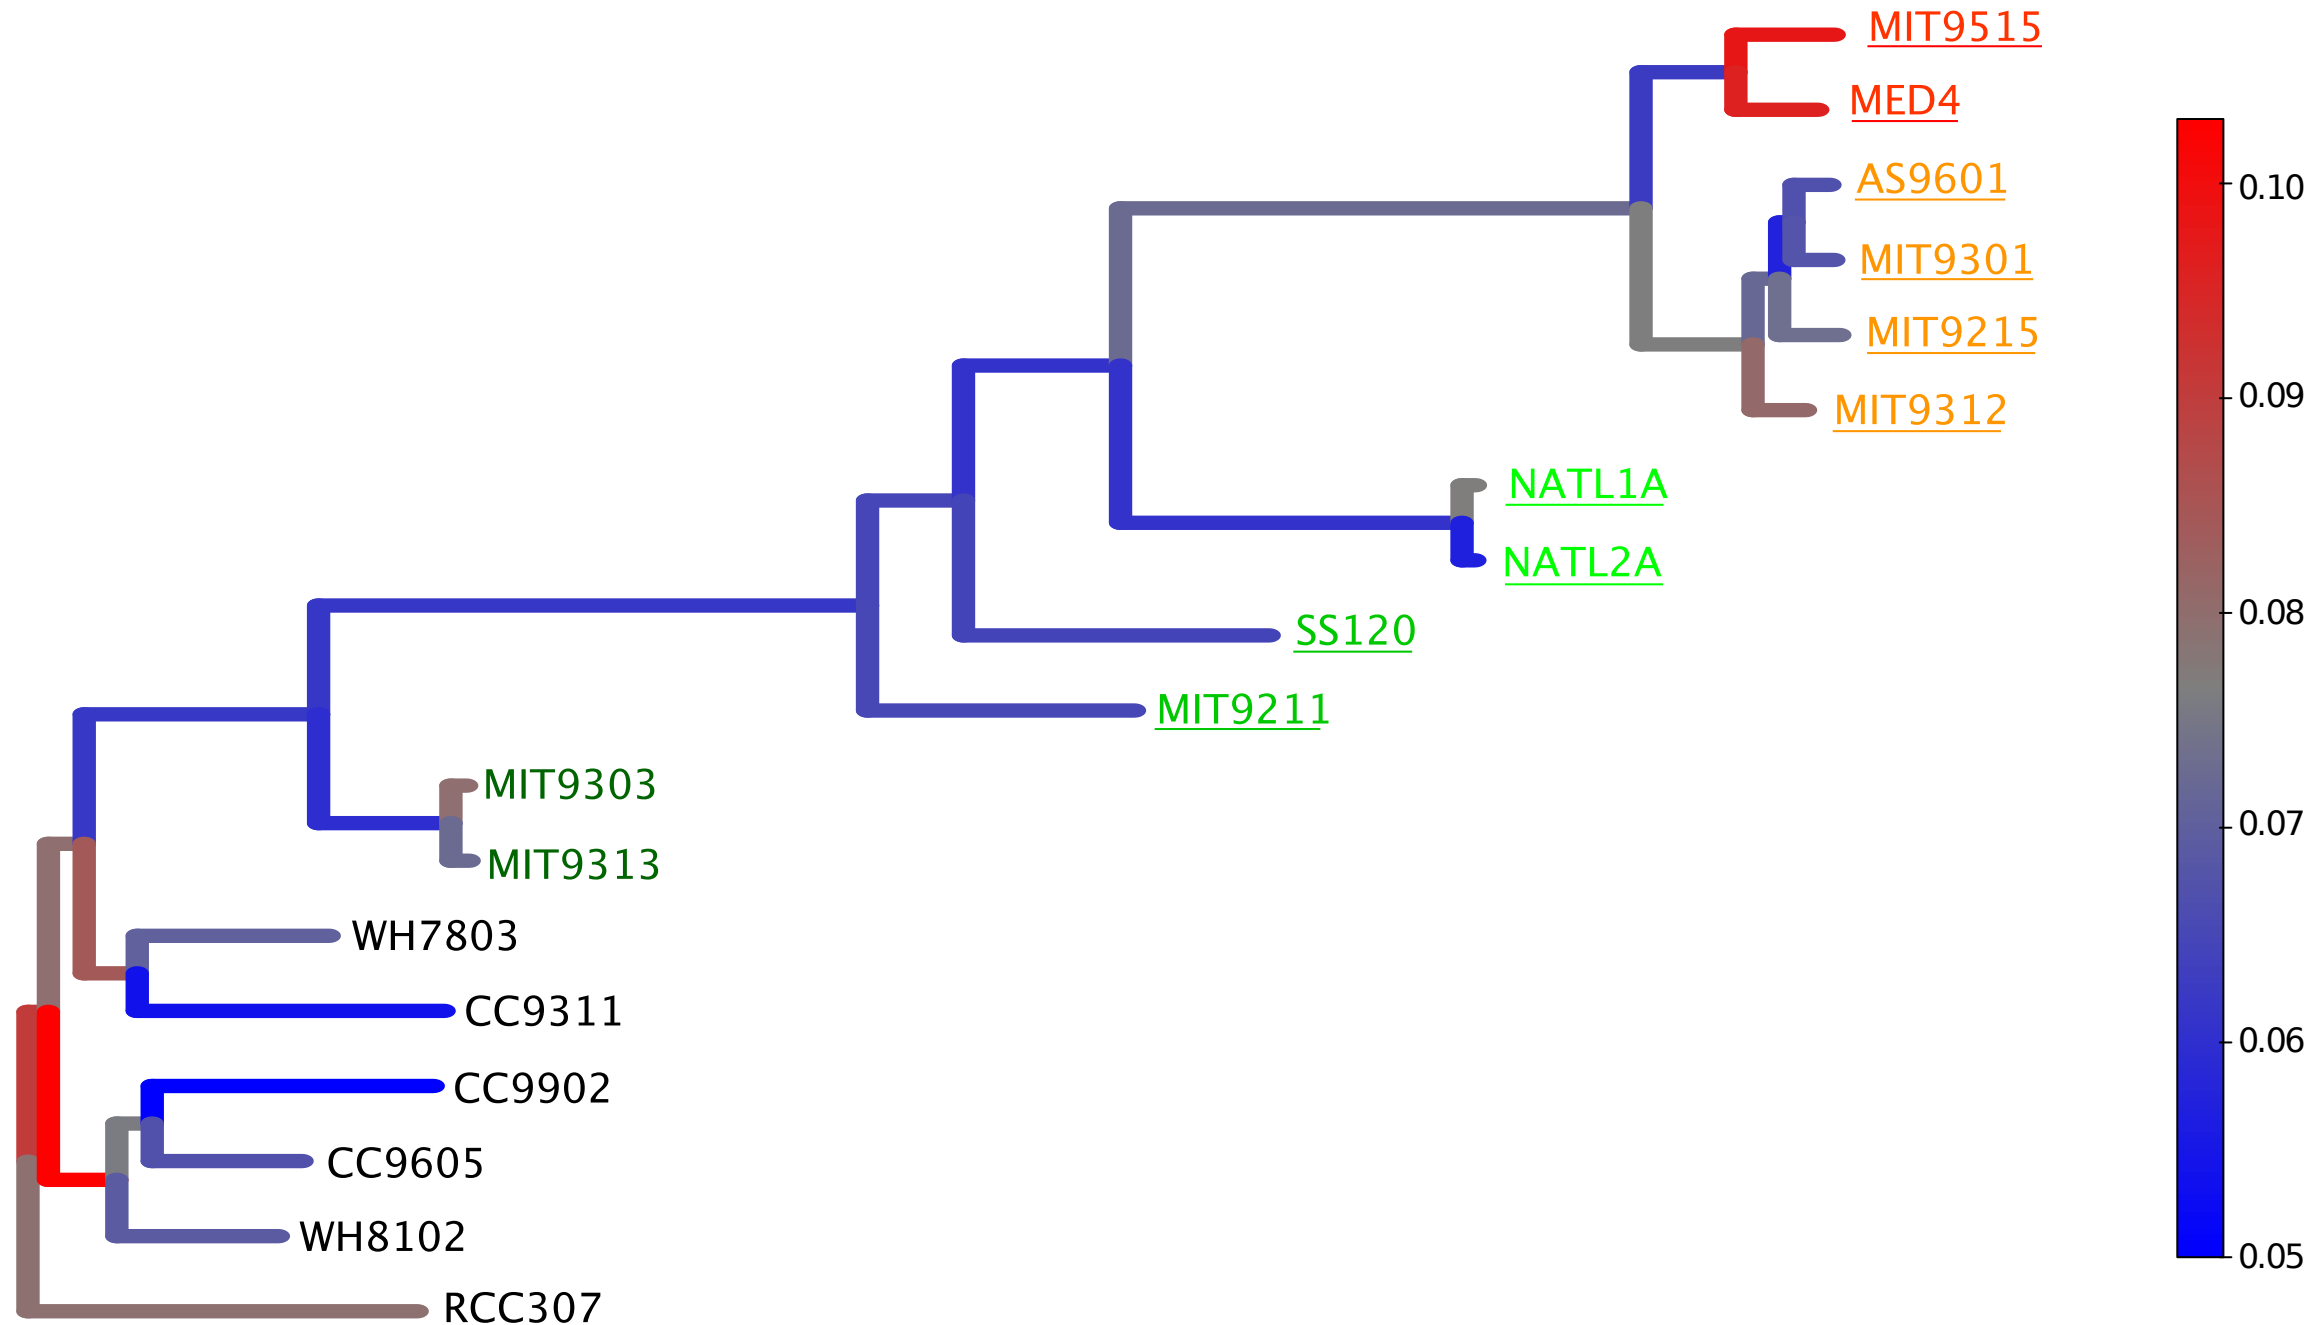 MIT9515
MED4
AS9601
MIT9301
MIT9215
MIT9312
NATL1A
NATL2A
SS120
MIT9211
MIT9303
MIT9313
WH7803
CC9311
CC9902
CC9605
WH8102
RCC307
0.10
0.09
0.08
0.07
0.06
0.05